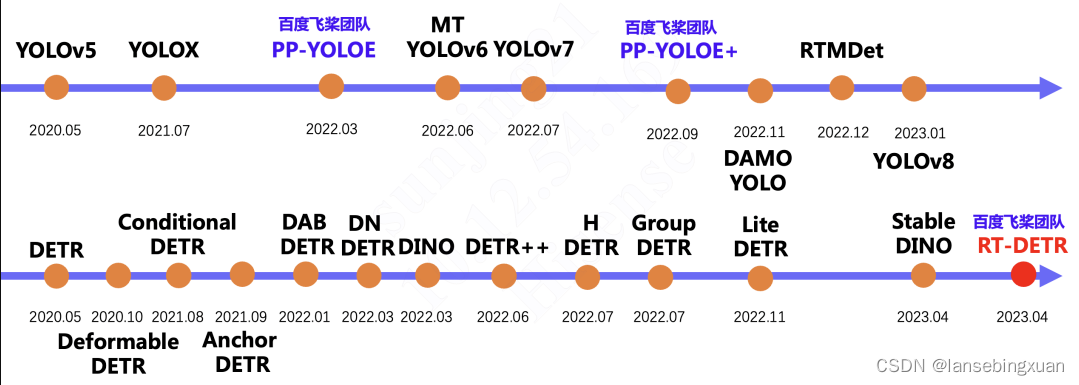 百度飞桨团队
MT
百度飞桨团队
YOLOv5 YOLOX PP-YOLOE YOLOv6 YOLOv7 PP-YOLOE+ RTMDet
2020.05 2021.07 2022.03 2022.06 2022.07 2022.09 2022.11 2022.12 2023.01
DAMO
YOLO
YOLOv8
Conditional
DETR
DAB
DETR
DN
DETR
H
DETR
Group
DETR
Lite
DETR
Stable
DINO
百度飞桨团队
RT-DETR
DETR DINO DETR++
2020.05 2020.10 2021.08 2021.09 2022.01 2022.03 2022.03 2022.06 2022.07 2022.07 2022.11 2023.04 2023.04
Deformable
DETR
Anchor
DETR
CSDN @lansebingxuan